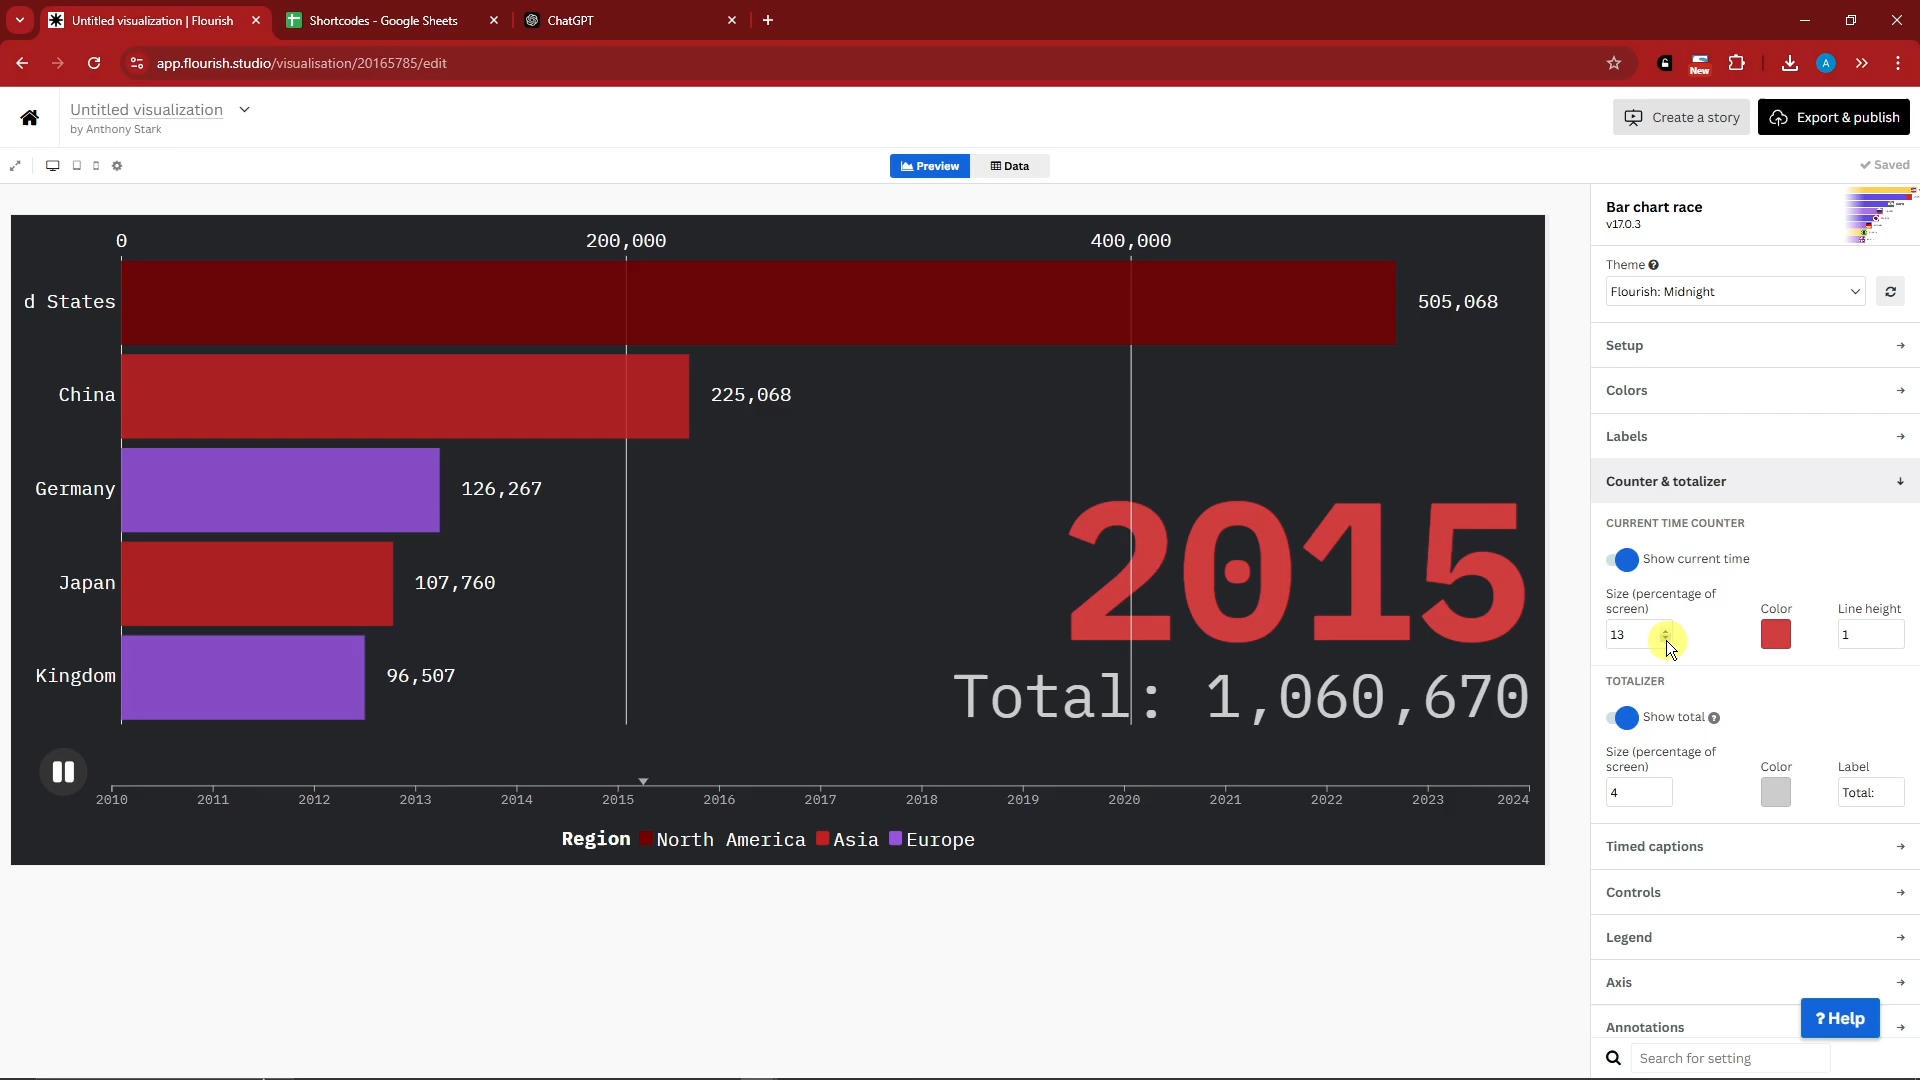 Untitled visualization | Flourish
Shortcodes - Google Sheets
ChatGPT
app.flourish.studio/visualisation/20165785/edit
New
A
Untitled visualization
by Anthony Stark
Create a story
Export & publish
Preview
Data
Saved
Bar chart race
v17.0.3
Theme
Flourish: Midnight
Setup
Colors
Labels
Counter & totalizer
CURRENT TIME COUNTER
Show current time
Size (percentage of
screen)
Color
Line height
13
1
TOTALIZER
Show total
Size (percentage of
screen)
Color
Label
4
Total:
Timed captions
Controls
Legend
Axis
Annotations
? Help
Search for setting
0
200,000
400,000
d States
505,068
China
225,068
Germany
126,267
Japan
107,760
Kingdom
96,507
2015
Total: 1,060,670
2010 2011 2012 2013 2014 2015 2016 2017 2018 2019 2020 2021 2022 2023 2024
Region North America Asia Europe